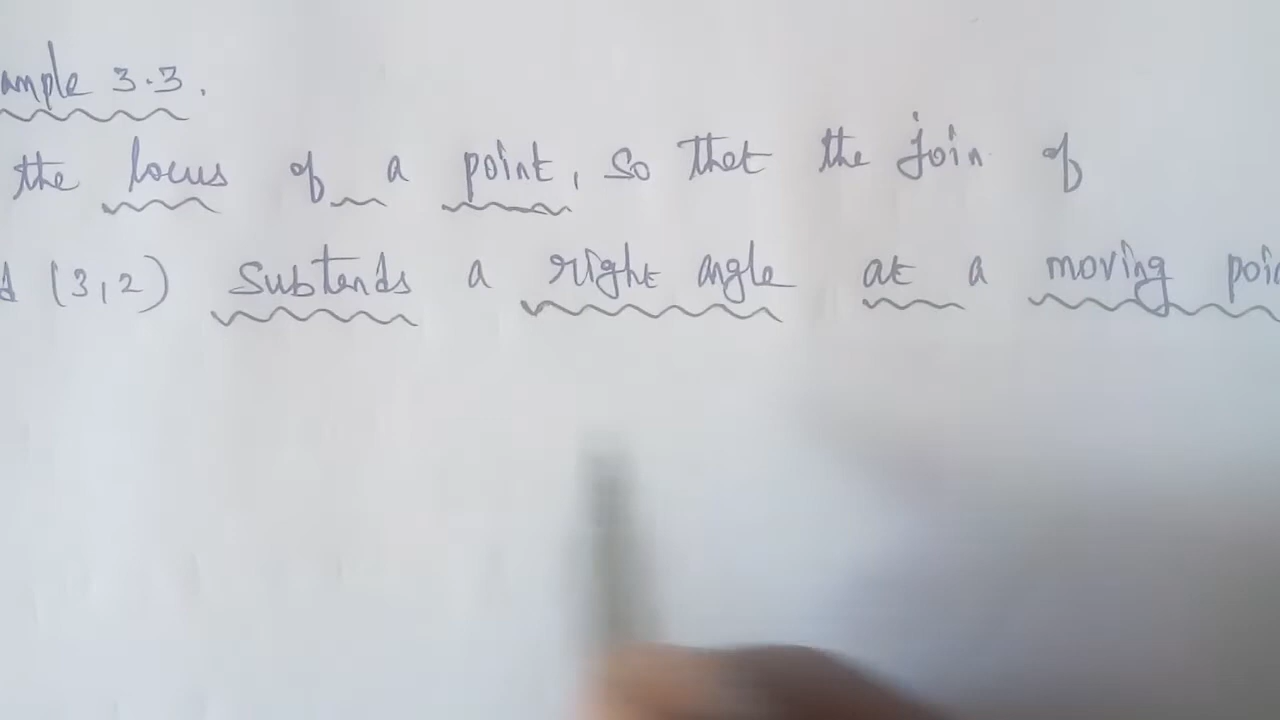 ample 3.3.
the locus of a point, so that the join of
d (3,2) subtends a right angle at a moving poin